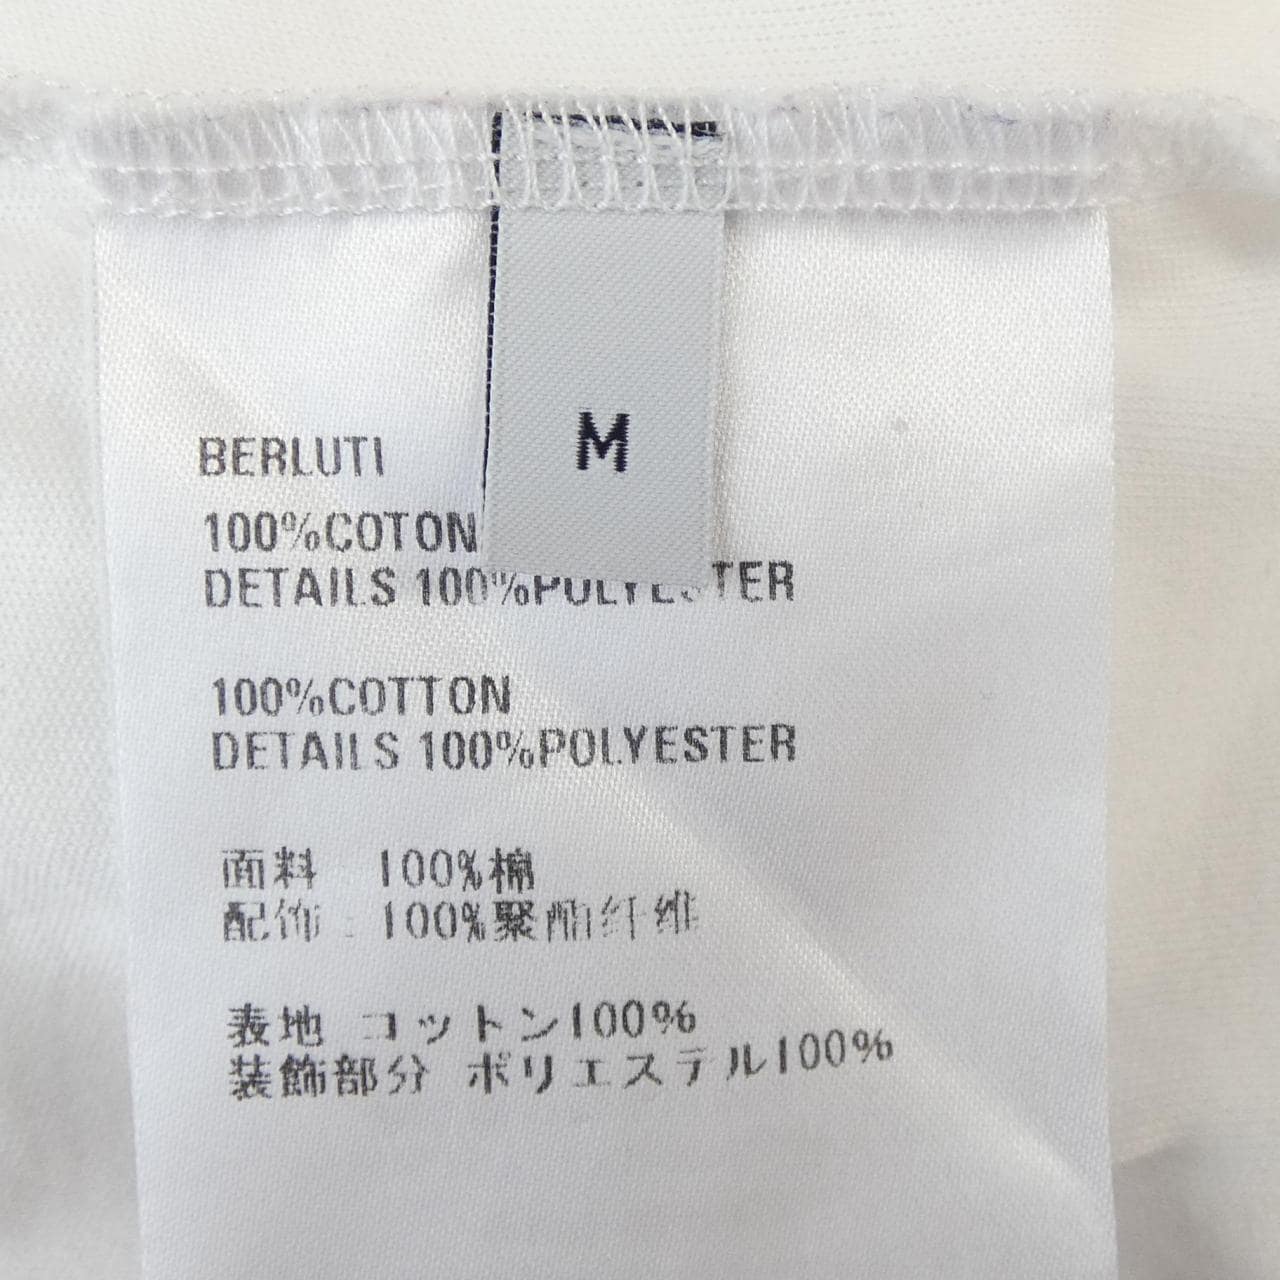 M
BERLUTI
100%COTON
DETAILS 100%POLYESTER
100%COTTON
DETAILS 100%POLYESTER
面料 100%棉
配饰: 100%聚酯纤维
表地 コットン100%
装飾部分 ポリエステル100%